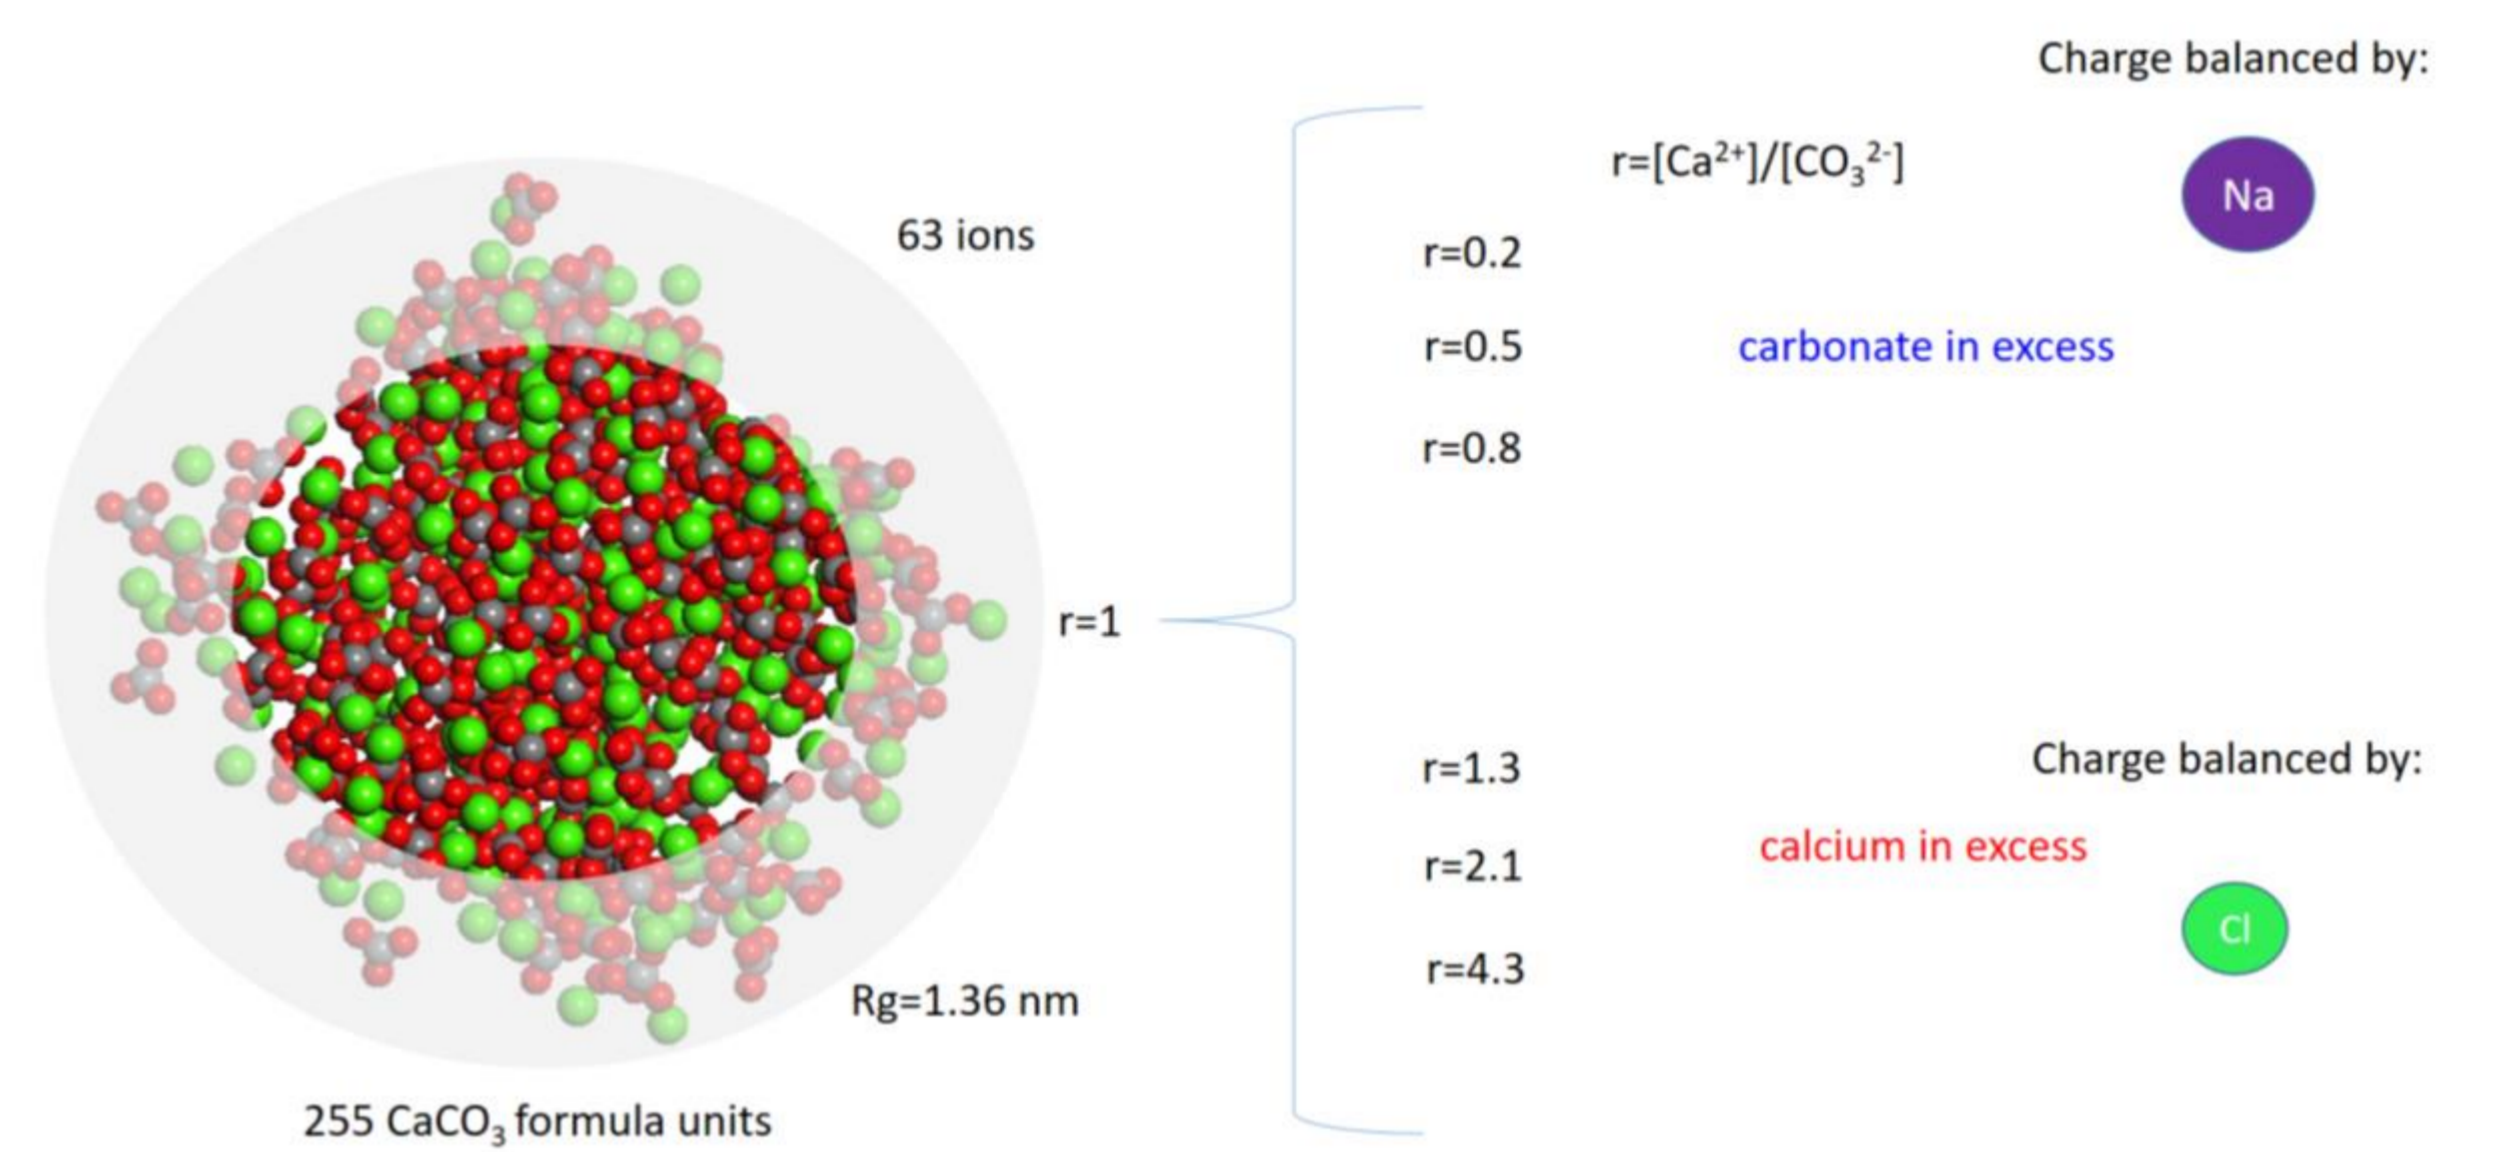 63 ions
r=1
Rg=1.36 nm
255 CaCO₃ formula units
Charge balanced by:
r=[Ca²⁺]/[CO₃²⁻]
Na
r=0.2
r=0.5
carbonate in excess
r=0.8
r=1.3
Charge balanced by:
calcium in excess
r=2.1
Cl
r=4.3